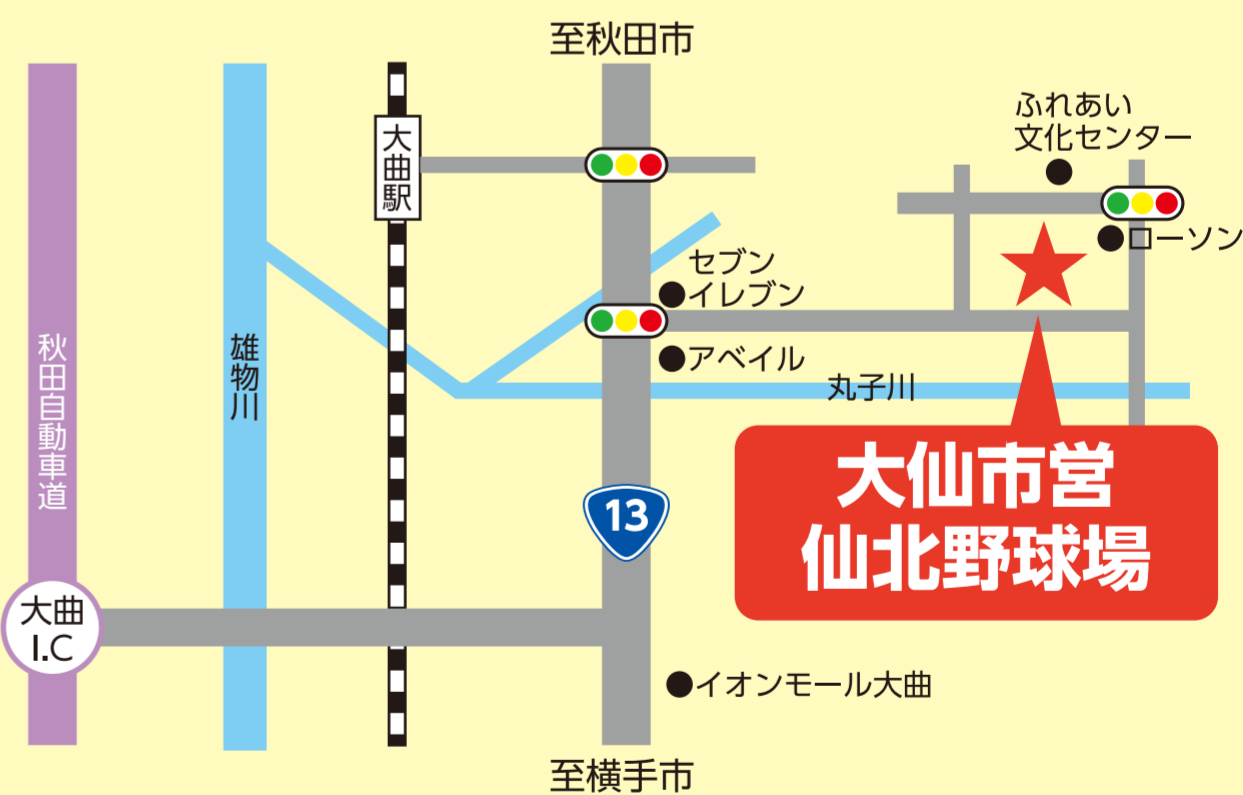 至秋田市
ふれあい
文化センター
大曲駅
ローソン
セブン
イレブン
秋田自動車道
雄物川
アベイル
丸子川
大仙市営
仙北野球場
13
大曲
I.C
イオンモール大曲
至横手市